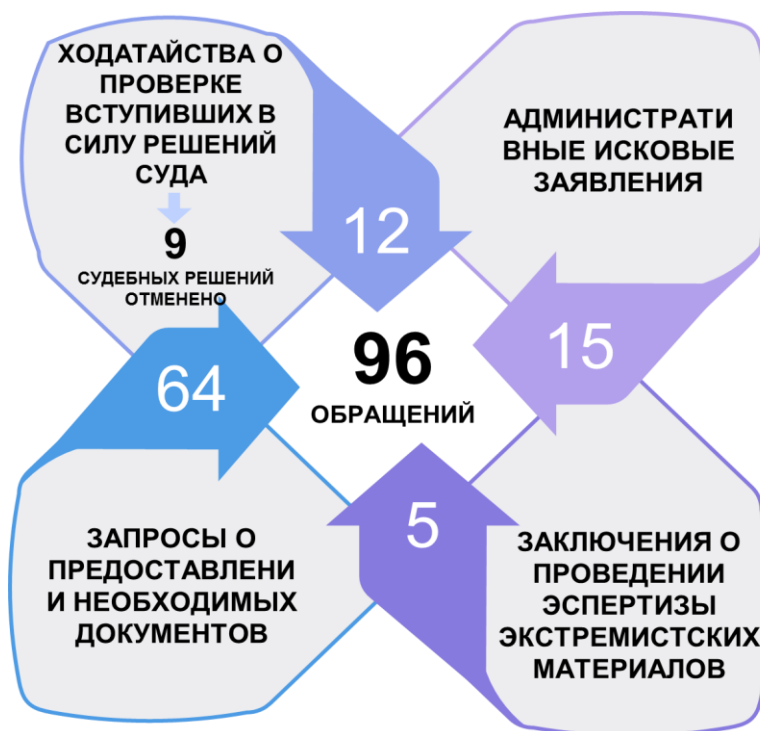 ХОДАТАЙСТВА О
ПРОВЕРКЕ
ВСТУПИВШИХ В
СИЛУ РЕШЕНИЙ
СУДА
9
СУДЕБНЫХ РЕШЕНИЙ
ОТМЕНЕНО
12
АДМИНИСТРАТИ
ВНЫЕ ИСКОВЫЕ
ЗАЯВЛЕНИЯ
15
96
ОБРАЩЕНИЙ
64
ЗАПРОСЫ О
ПРЕДОСТАВЛЕНИ
И НЕОБХОДИМЫХ
ДОКУМЕНТОВ
5
ЗАКЛЮЧЕНИЯ О
ПРОВЕДЕНИИ
ЭСПЕРТИЗЫ
ЭКСТРЕМИСТСКИХ
МАТЕРИАЛОВ